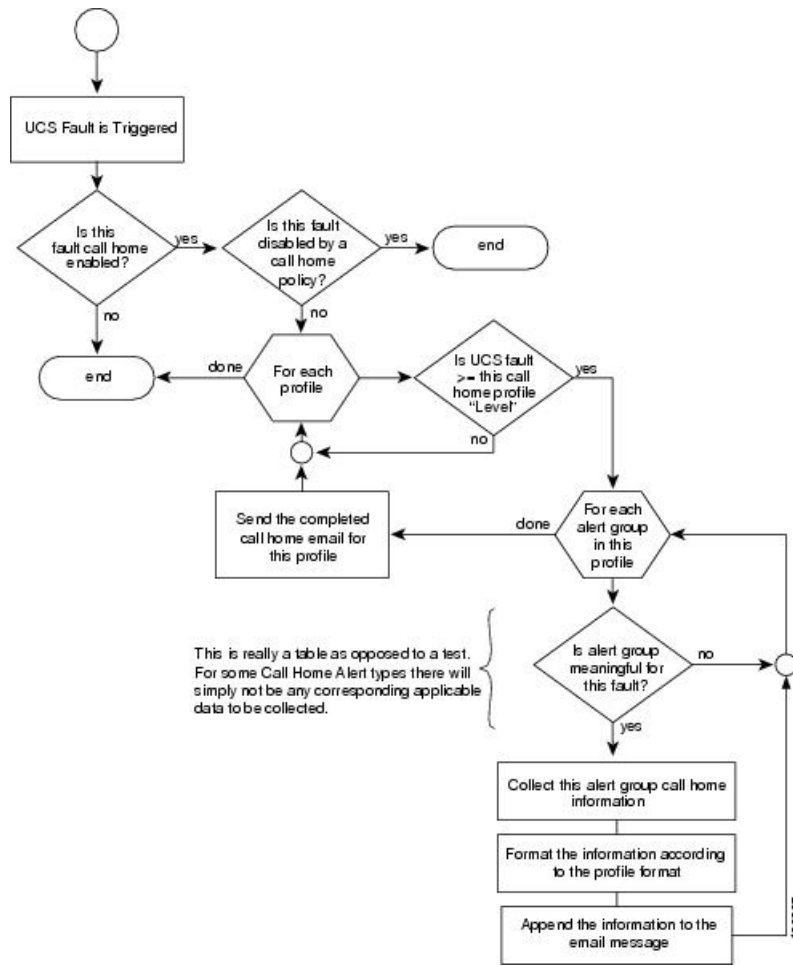 UCS Fault is Triggered
Is this
fault call home
enabled?
yes
Is this fault
disabled by a
call home
policy?
yes
end
no
no
end
done
For each
profile
Is UCS fault
>= this call
home profile
"Level"
yes
no
Send the completed
call home email for
this profile
done
For each
alert group
in this
profile
This is really a table as opposed to a test.
For some Call Home Alert types there will
simply not be any corresponding applicable
data to be collected.
Is alert group
meaningful for
this fault?
no
yes
Collect this alert group call home
information
Format the information according
to the profile format
Append the information to the
email message